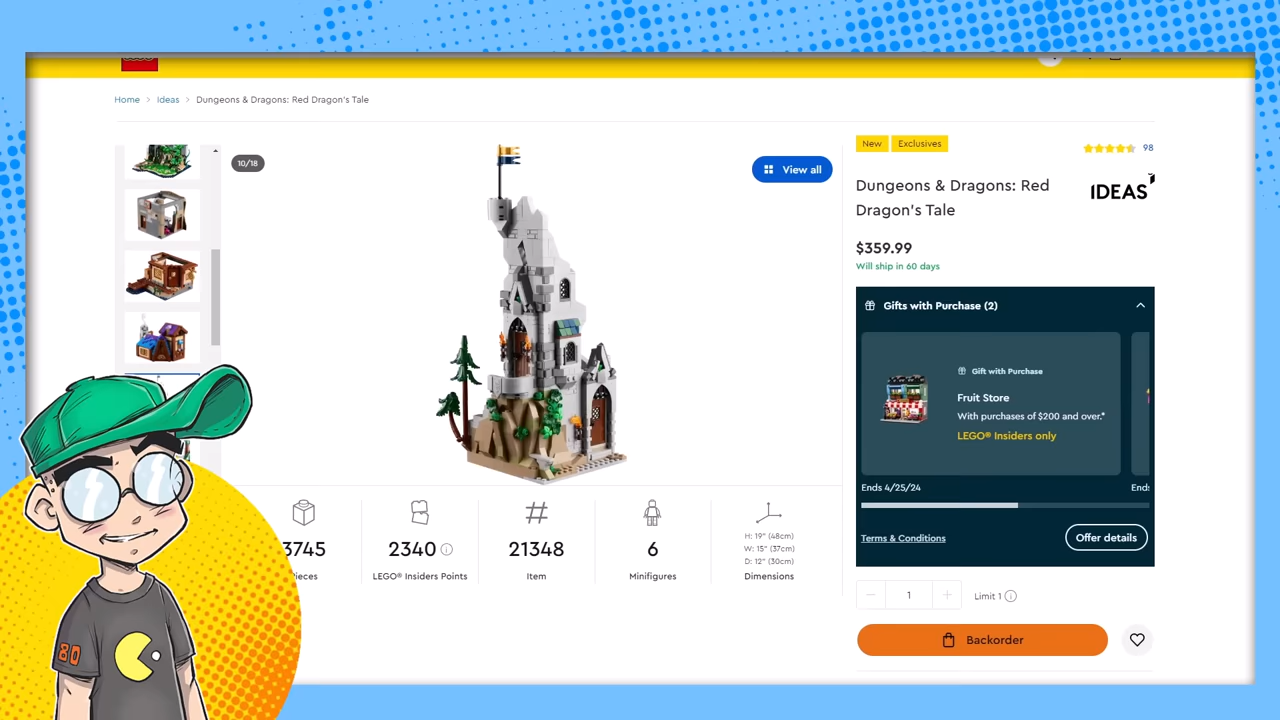 Home > Ideas > Dungeons & Dragons: Red Dragon's Tale
10/18
View all
New Exclusives
98
Dungeons & Dragons: Red
Dragon's Tale
IDEAS
$359.99
Will ship in 60 days
Gifts with Purchase (2)
Gift with Purchase
Fruit Store
With purchases of $200 and over.*
LEGO® Insiders only
Ends 4/25/24
Ends
Terms & Conditions
Offer details
1
Limit 1
Backorder
3745
2340
LEGO® Insiders Points
21348
Item
6
Minifigures
H: 19" (48cm)
W: 15" (37cm)
D: 12" (30cm)
Dimensions
80